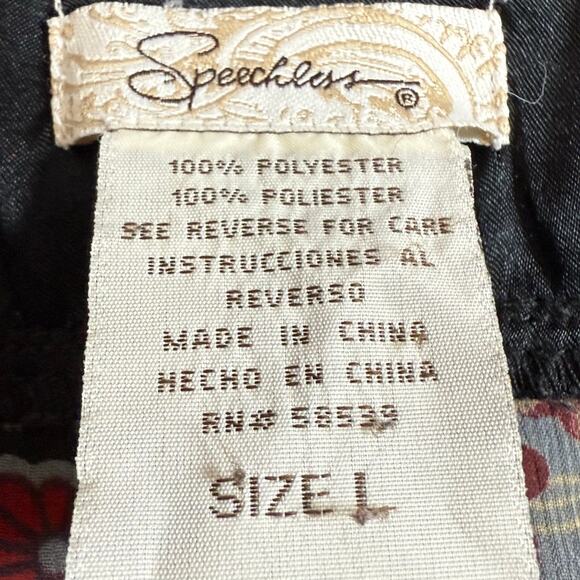 Speechless®
100% POLYESTER
100% POLIESTER
SEE REVERSE FOR CARE
INSTRUCCIONES AL
REVERSO
MADE IN CHINA
HECHO EN CHINA
RN# 58539
SIZE L